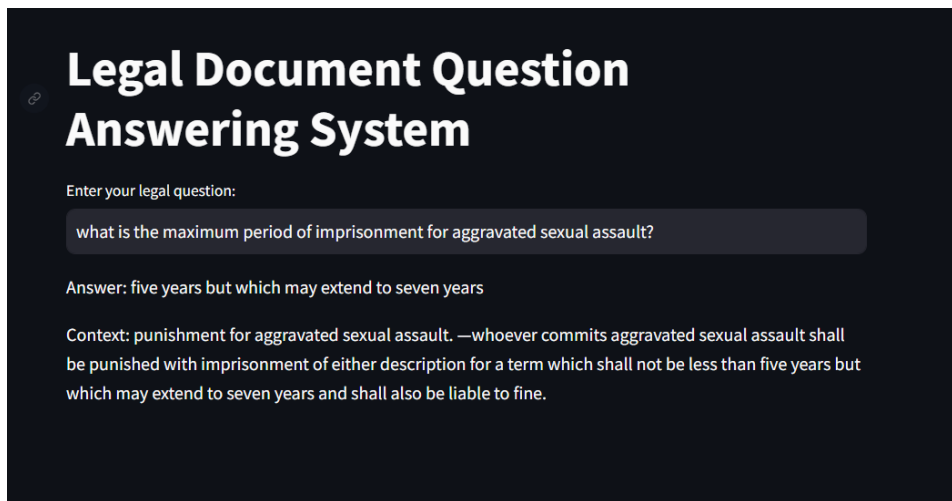 Legal Document Question
Answering System
Enter your legal question:
what is the maximum period of imprisonment for aggravated sexual assault?
Answer: five years but which may extend to seven years
Context: punishment for aggravated sexual assault. —whoever commits aggravated sexual assault shall
be punished with imprisonment of either description for a term which shall not be less than five years but
which may extend to seven years and shall also be liable to fine.